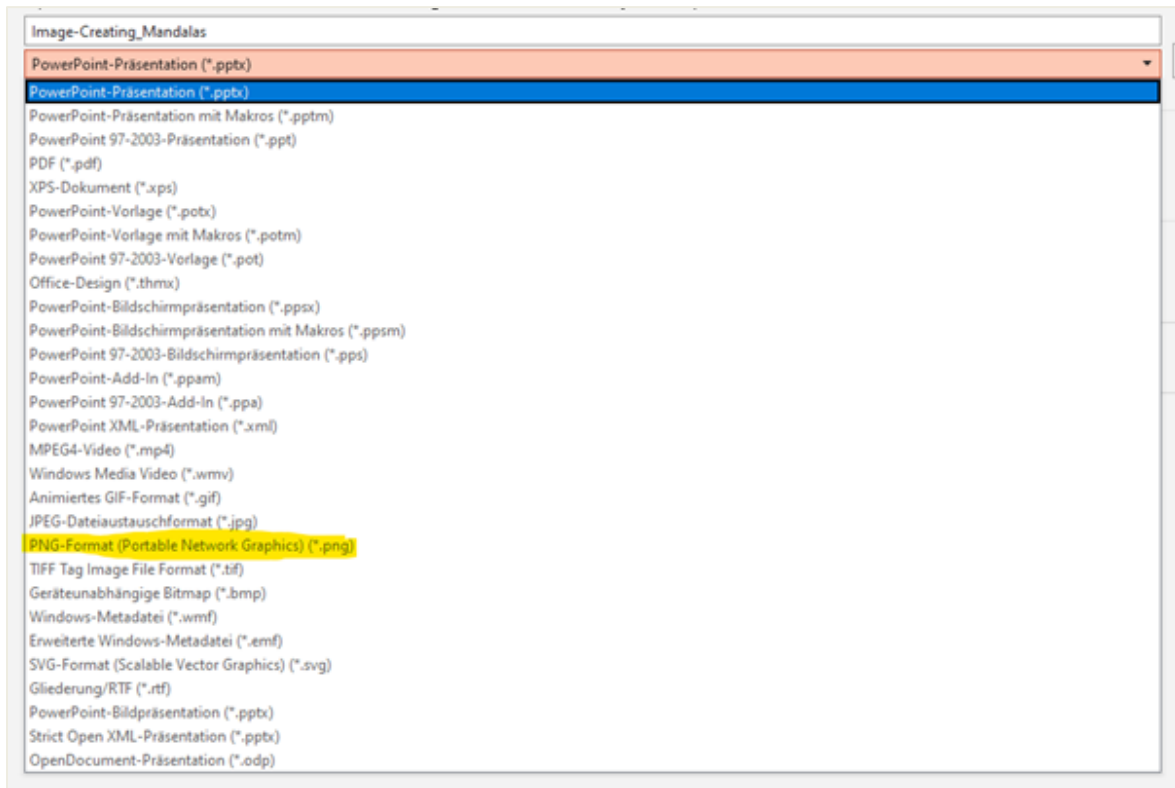 Image-Creating_Mandalas
PowerPoint-Präsentation (*.pptx)
PowerPoint-Präsentation (*.pptx)
PowerPoint-Präsentation mit Makros (*.pptm)
PowerPoint 97-2003-Präsentation (*.ppt)
PDF (*.pdf)
XPS-Dokument (*.xps)
PowerPoint-Vorlage (*.potx)
PowerPoint-Vorlage mit Makros (*.potm)
PowerPoint 97-2003-Vorlage (*.pot)
Office-Design (*.thmx)
PowerPoint-Bildschirmpräsentation (*.ppsx)
PowerPoint-Bildschirmpräsentation mit Makros (*.ppsm)
PowerPoint 97-2003-Bildschirmpräsentation (*.pps)
PowerPoint-Add-In (*.ppam)
PowerPoint 97-2003-Add-In (*.ppa)
PowerPoint XML-Präsentation (*.xml)
MPEG4-Video (*.mp4)
Windows Media Video (*.wmv)
Animiertes GIF-Format (*.gif)
JPEG-Dateiaustauschformat (*.jpg)
PNG-Format (Portable Network Graphics) (*.png)
TIFF Tag Image File Format (*.tif)
Geräteunabhängige Bitmap (*.bmp)
Windows-Metadatei (*.wmf)
Erweiterte Windows-Metadatei (*.emf)
SVG-Format (Scalable Vector Graphics) (*.svg)
Gliederung/RTF (*.rtf)
PowerPoint-Bildpräsentation (*.pptx)
Strict Open XML-Präsentation (*.pptx)
OpenDocument-Präsentation (*.odp)